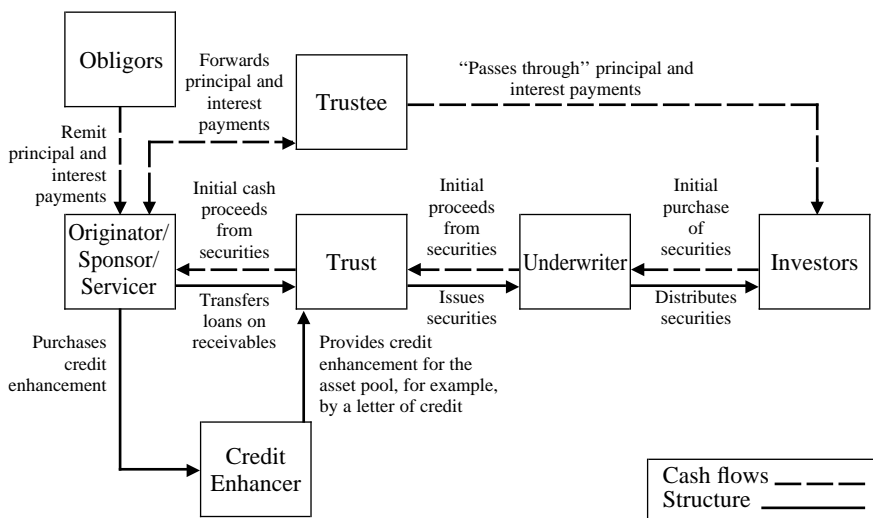 Obligors
Forwards
principal and
interest
payments
Trustee
“Passes through’’ principal and
interest payments
Remit
principal and
interest
payments
Originator/
Sponsor/
Servicer
Initial cash
proceeds
from
securities
Transfers
loans on
receivables
Trust
Initial
proceeds
from
securities
Issues
securities
Underwriter
Initial
purchase
of
securities
Distributes
securities
Investors
Purchases
credit
enhancement
Provides credit
enhancement for the
asset pool, for example,
by a letter of credit
Credit
Enhancer
Cash flows
Structure